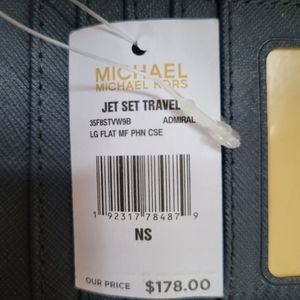 MICHAEL
MICHAEL KORS
JET SET TRAVEL
35F8STVW9B ADMIRAL
LG FLAT MF PHN CSE
1 92317 78487 9
NS
OUR PRICE $178.00